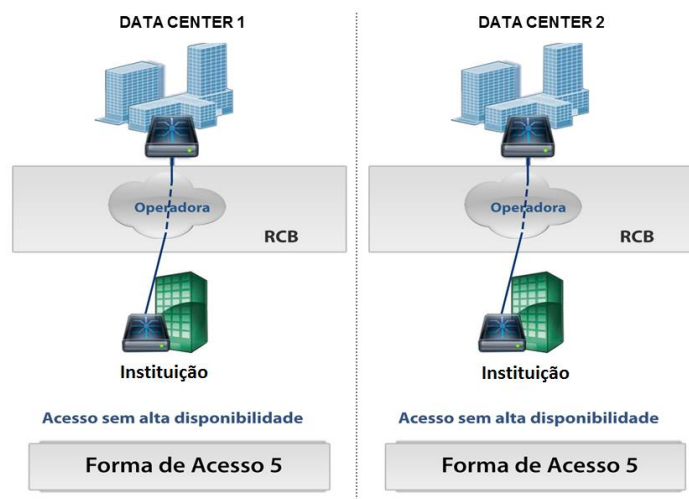 DATA CENTER 1
Operadora
RCB
Instituição
Acesso sem alta disponibilidade
Forma de Acesso 5
DATA CENTER 2
Operadora
RCB
Instituição
Acesso sem alta disponibilidade
Forma de Acesso 5